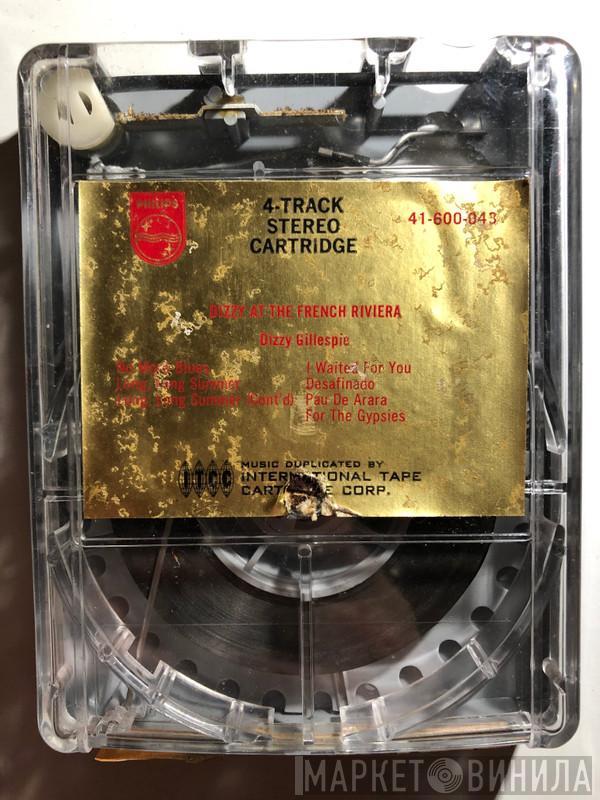 PHILIPS
4-TRACK
STEREO
CARTRIDGE
41-600-043
DIZZY AT THE FRENCH RIVIERA
Dizzy Gillespie
No More Blues
Long, Long Summer
Long, Long Summer (Cont'd)
I Waited For You
Desafinado
Pau De Arara
For The Gypsies
ITCC
MUSIC DUPLICATED BY
INTERNATIONAL TAPE
CARTRIDGE CORP.
МАРКЕТ ВИНИЛА